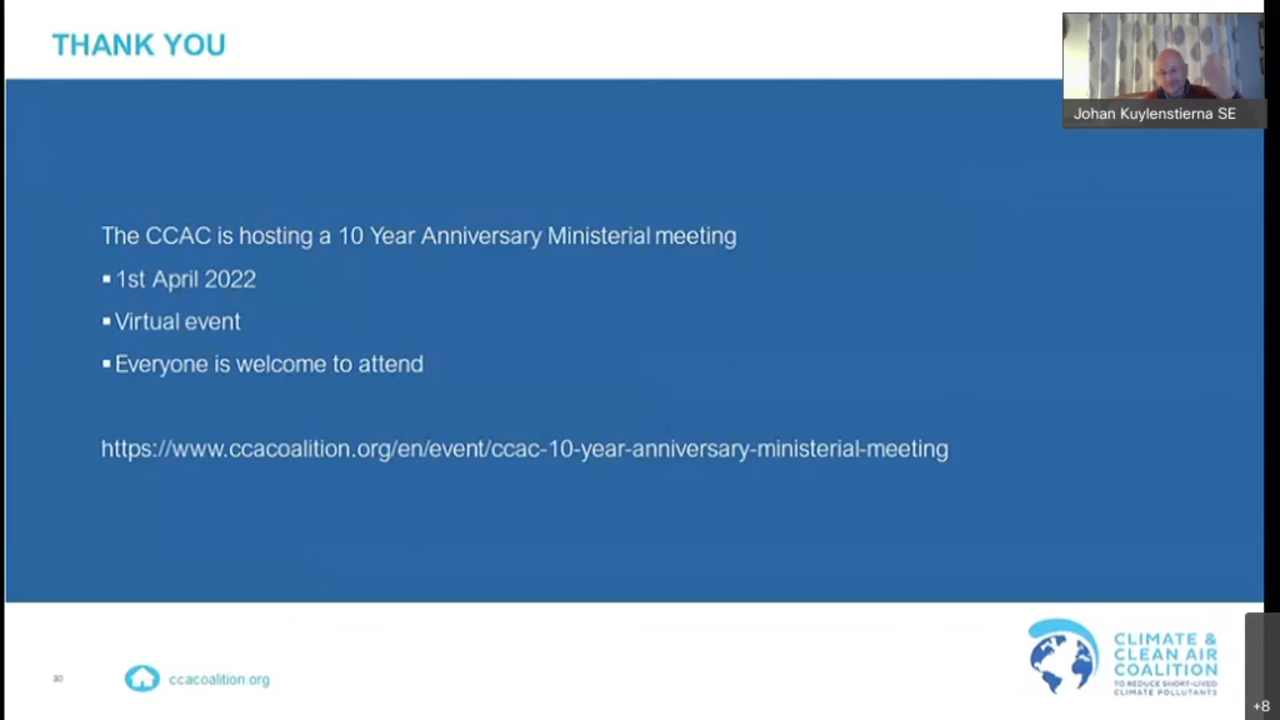 THANK YOU
Johan Kuylenstierna SE
The CCAC is hosting a 10 Year Anniversary Ministerial meeting
▪ 1st April 2022
▪ Virtual event
▪ Everyone is welcome to attend
https://www.ccacoalition.org/en/event/ccac-10-year-anniversary-ministerial-meeting
30
ccacoalition.org
CLIMATE &
CLEAN AIR
COALITION
TO REDUCE SHORT-LIVED
CLIMATE POLLUTANTS
+8